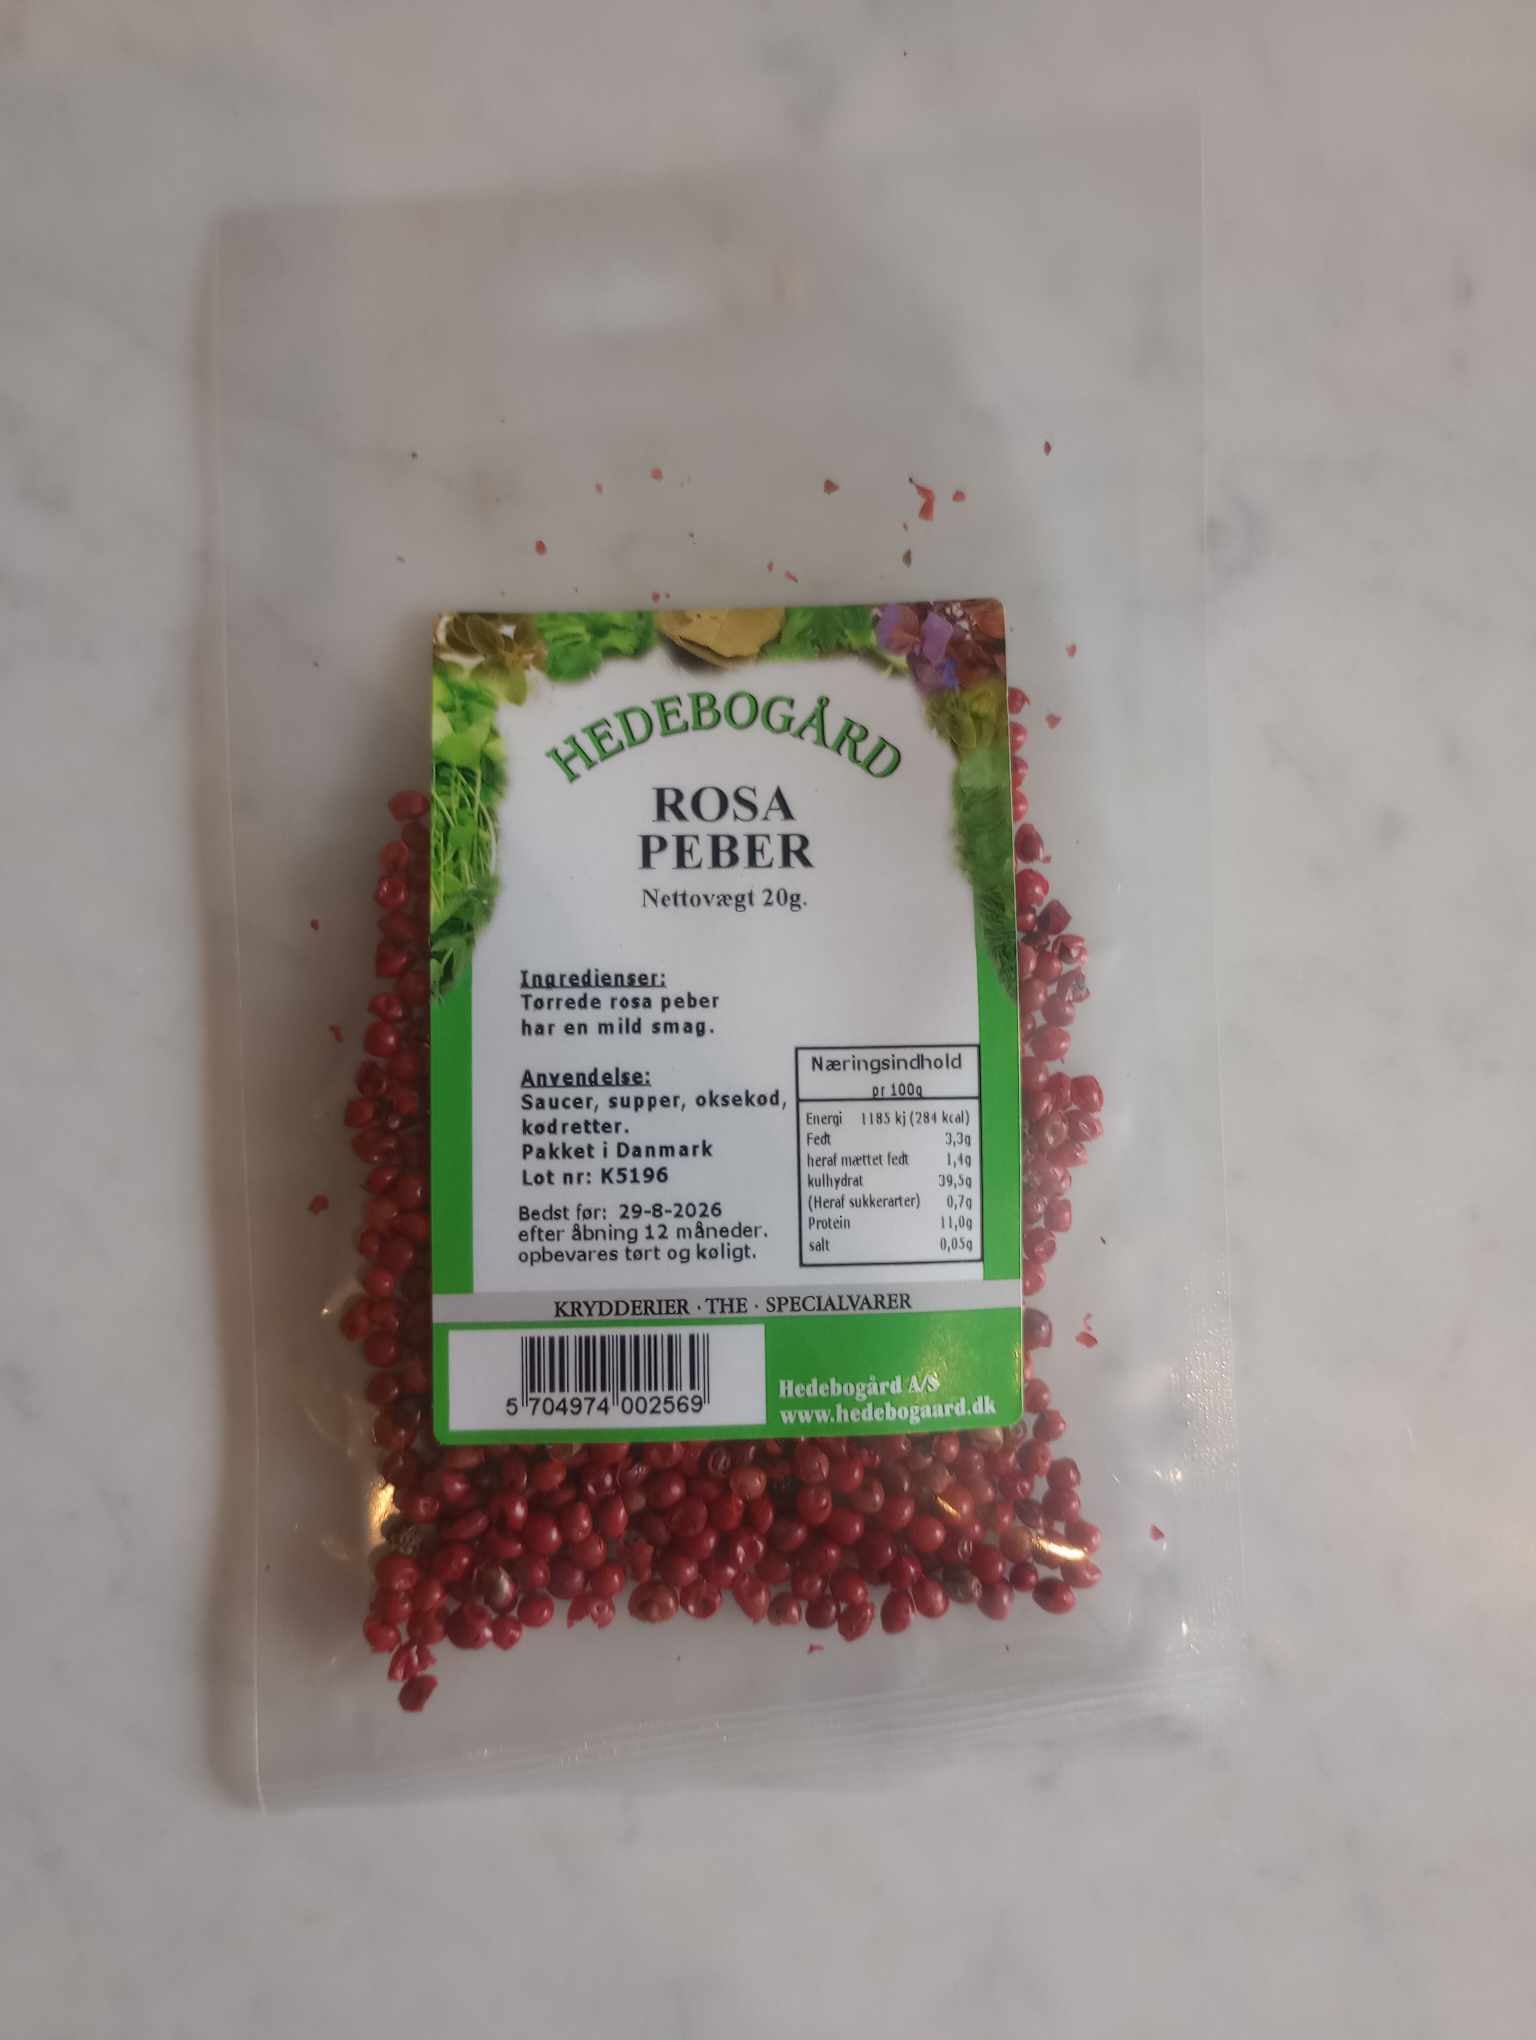 HEDEBOGÅRD
ROSA
PEBER
Nettovægt 20g.
Ingredienser:
Tørrede rosa peber
har en mild smag.
Anvendelse:
Saucer, supper, oksekød,
kødretter.
Pakket i Danmark
Lot nr: K5196
Bedst før: 29-8-2026
efter åbning 12 måneder.
opbevares tørt og køligt.
Næringsindhold
pr 100g
Energi 1185 kj (284 kcal)
Fedt 3,3g
heraf mættet fedt 1,4g
kulhydrat 39,5g
(Heraf sukkerarter) 0,7g
Protein 11,0g
salt 0,05g
KRYDDERIER · THE · SPECIALVARER
5 704974 002569
Hedebogård A/S
www.hedebogaard.dk